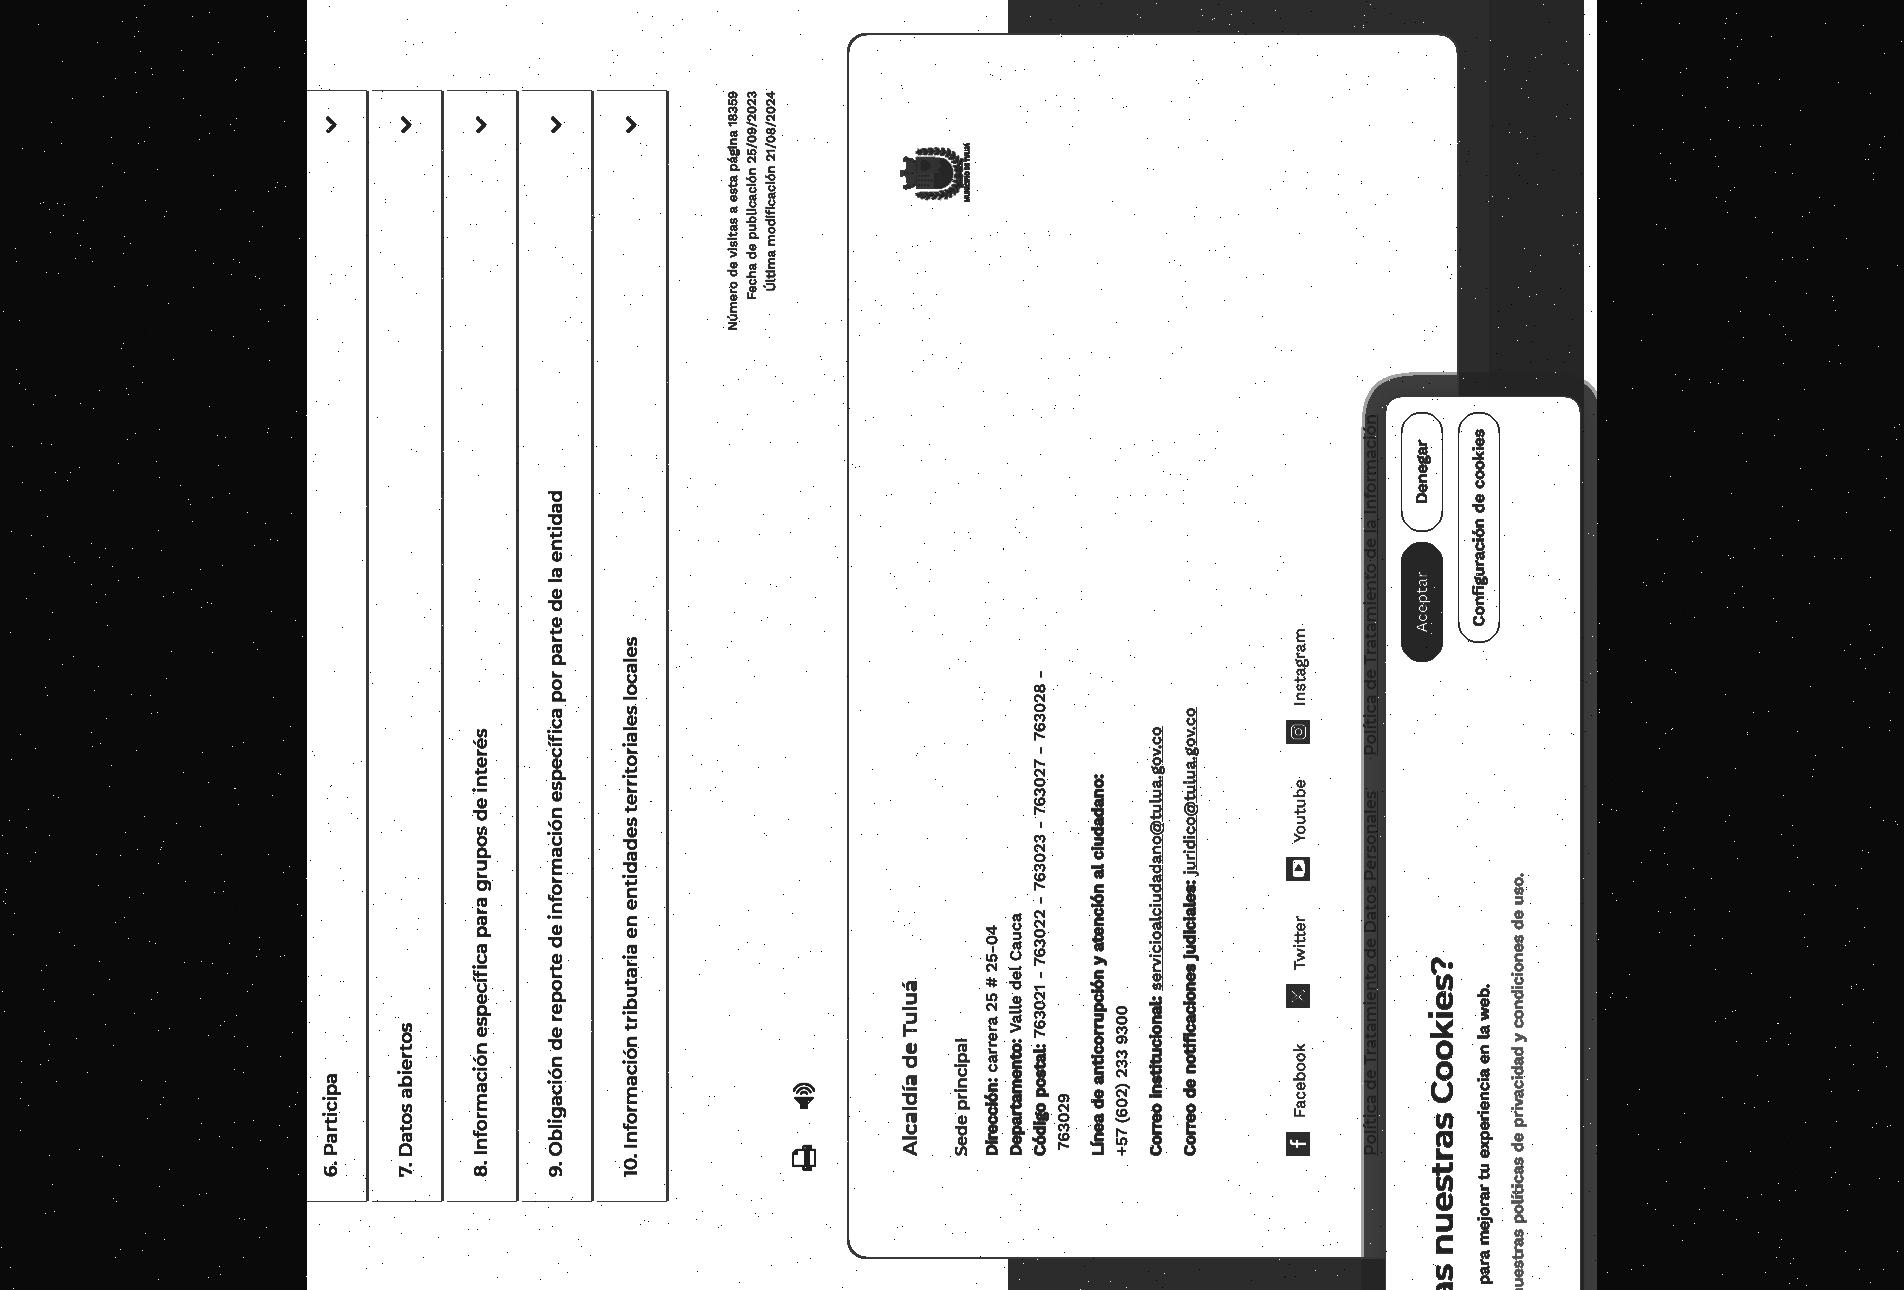 6. Participa
7. Datos abiertos
8. Información específica para grupos de interés
9. Obligación de reporte de información específica por parte de la entidad
10. Información tributaria en entidades territoriales locales
Número de visitas a esta página 18359
Fecha de publicación 25/09/2023
Última modificación 21/08/2024
Alcaldía de Tuluá
MUNICIPIO DE TULUÁ
Sede principal
Dirección: carrera 25 # 25-04
Departamento: Valle del Cauca
Código postal: 763021 - 763022 - 763023 - 763027 - 763028 -
763029
Línea de anticorrupción y atención al ciudadano:
+57 (602) 233 9300
Correo institucional: servicioalciudadano@tulua.gov.co
Correo de notificaciones judiciales: juridico@tulua.gov.co
Facebook Twitter Youtube Instagram
Política de Tratamiento de Datos Personales Política de Tratamiento de la Información
as nuestras Cookies?
para mejorar tu experiencia en la web.
uestras políticas de privacidad y condiciones de uso.
Aceptar Denegar
Configuración de cookies